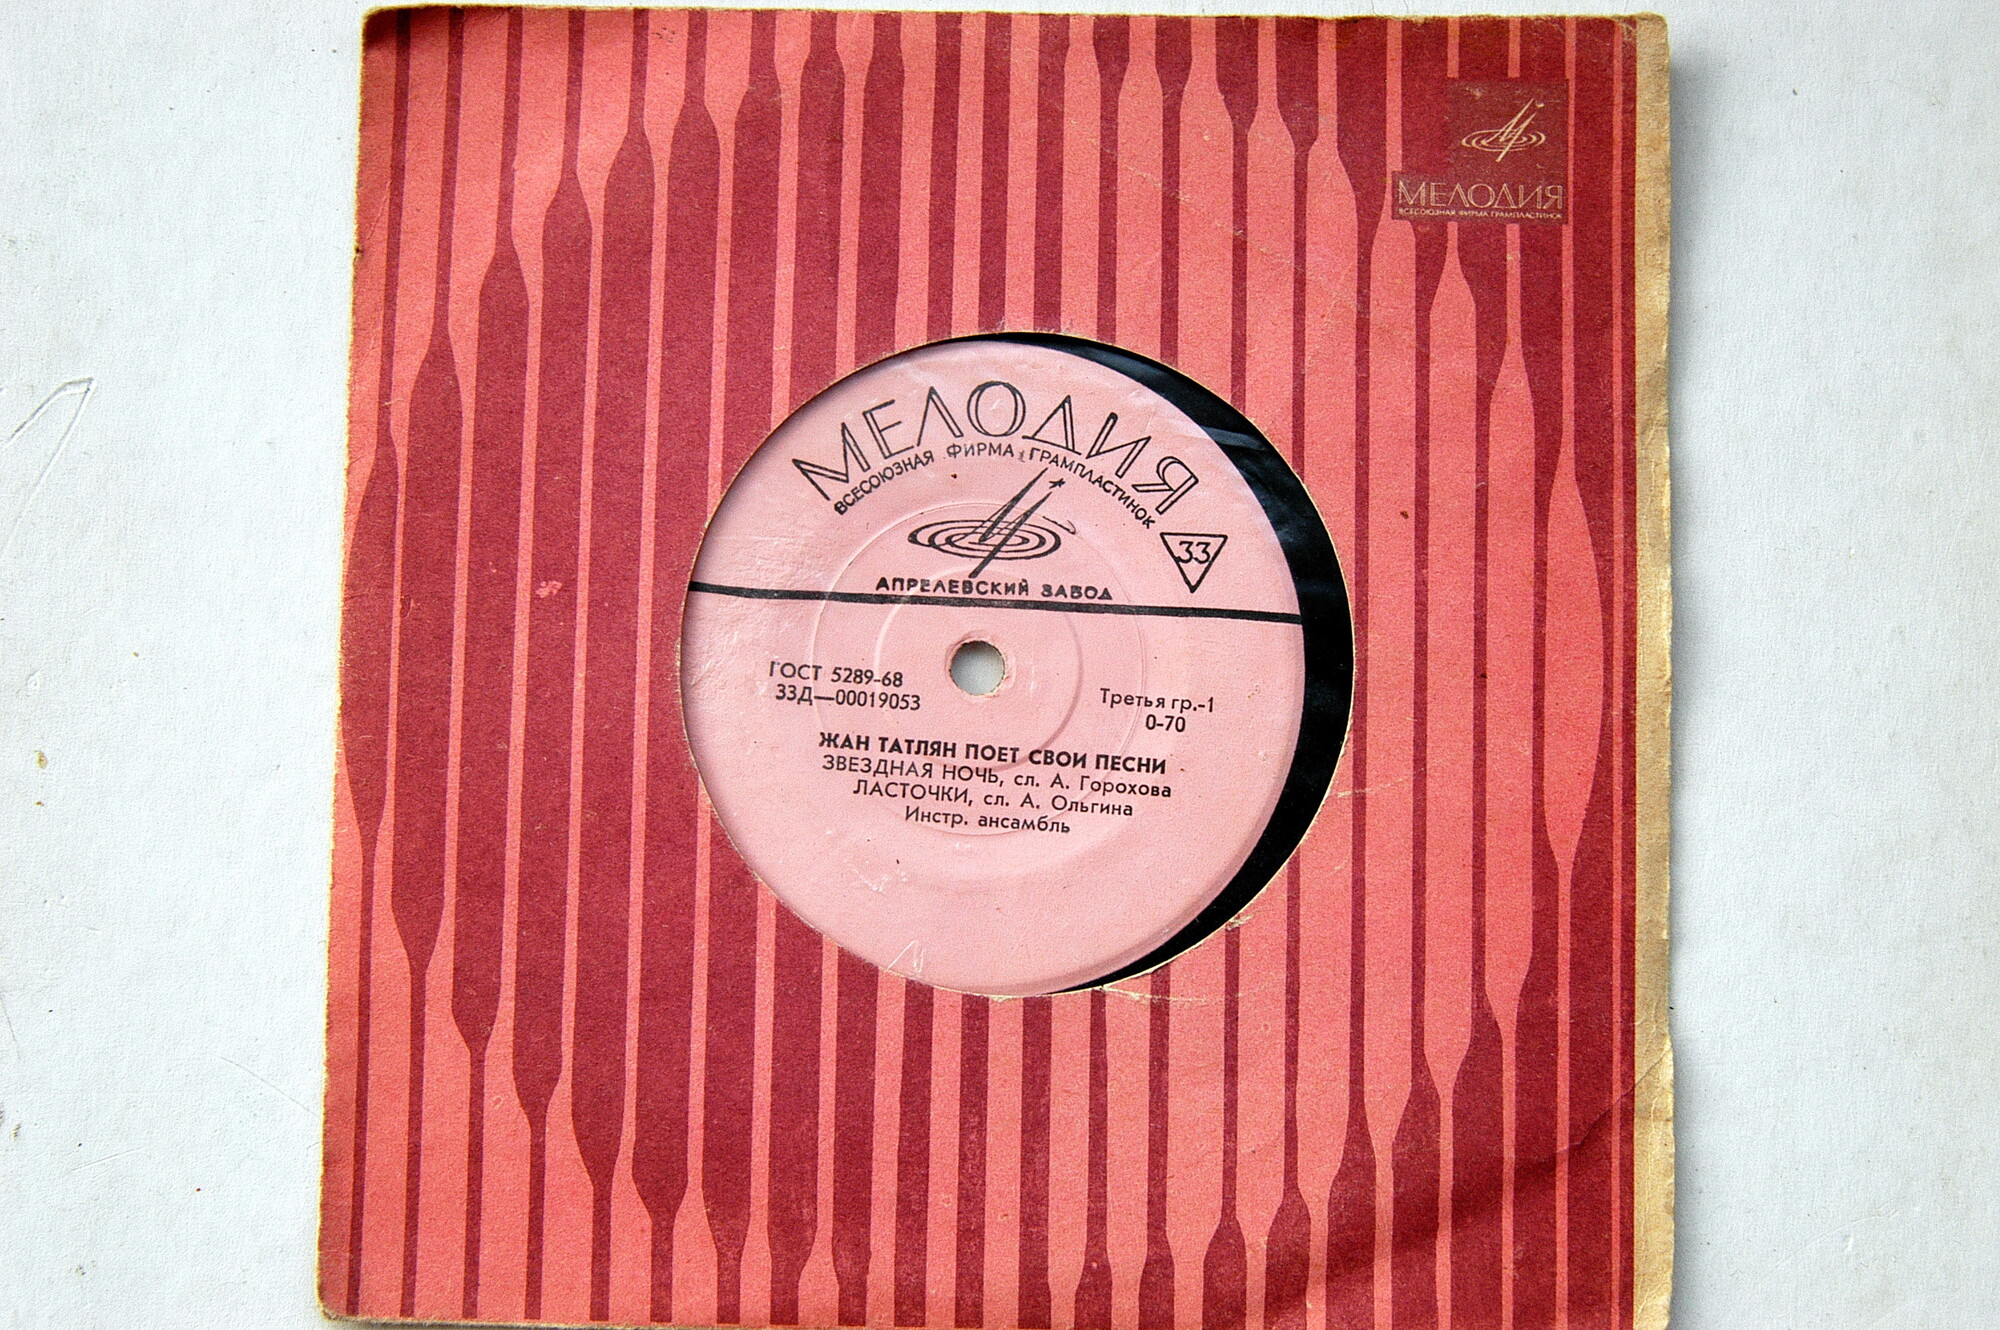 МЕЛОДИЯ
ВСЕСОЮЗНАЯ ФИРМА ГРАМПЛАСТИНОК
МЕЛОДИЯ
ВСЕСОЮЗНАЯ ФИРМА ГРАМПЛАСТИНОК
33
АПРЕЛЕВСКИЙ ЗАВОД
ГОСТ 5289-68
33Д—00019053
Третья гр.-1
0-70
ЖАН ТАТЛЯН ПОЕТ СВОИ ПЕСНИ
ЗВЕЗДНАЯ НОЧЬ, сл. А. Горохова
ЛАСТОЧКИ, сл. А. Ольгина
Инстр. ансамбль